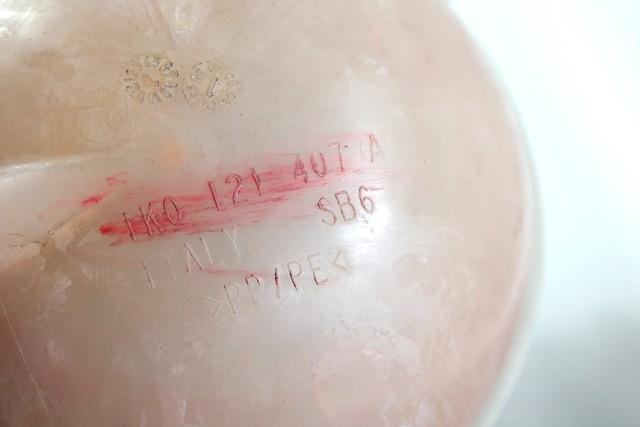 1K0 121 407 A
SB6
ITALY
>PP/PE<